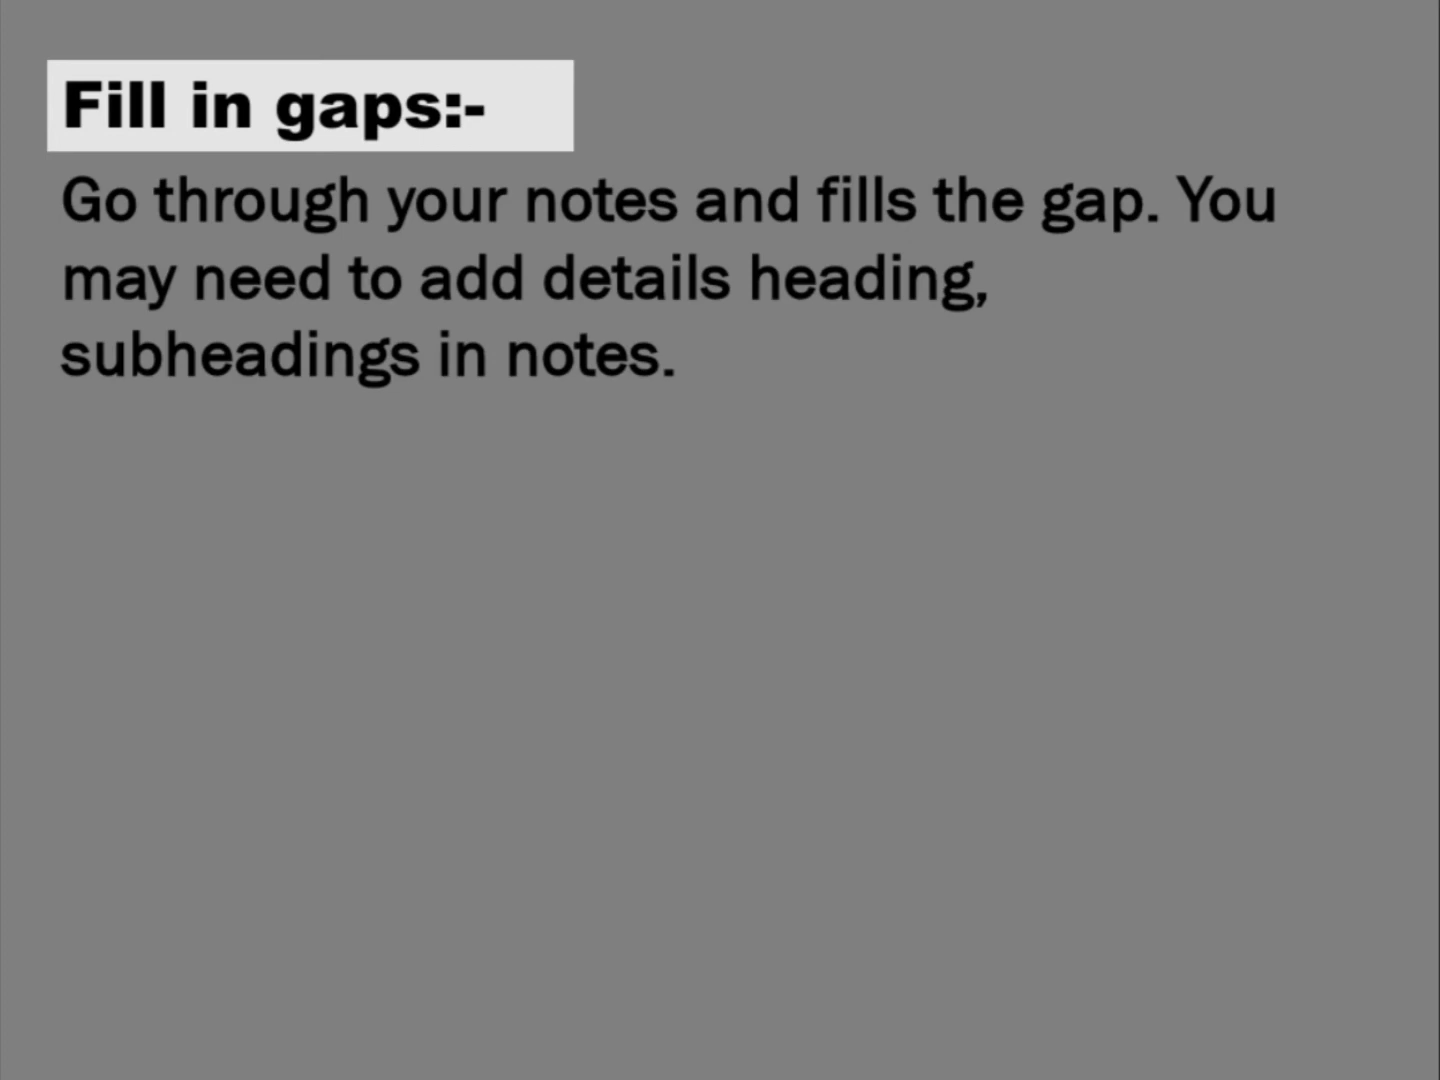 Fill in gaps:-
Go through your notes and fills the gap. You
may need to add details heading,
subheadings in notes.